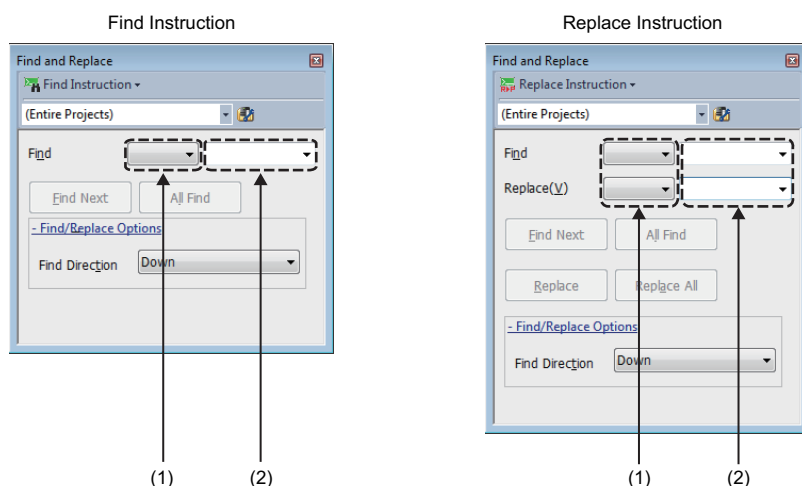 Find Instruction
Find and Replace
Find Instruction
(Entire Projects)
Find
Find Next
All Find
- Find/Replace Options
Find Direction
Down
(1)
(2)
Replace Instruction
Find and Replace
Replace Instruction
(Entire Projects)
Find
Replace(V)
Find Next
All Find
Replace
Replace All
- Find/Replace Options
Find Direction
Down
(1)
(2)